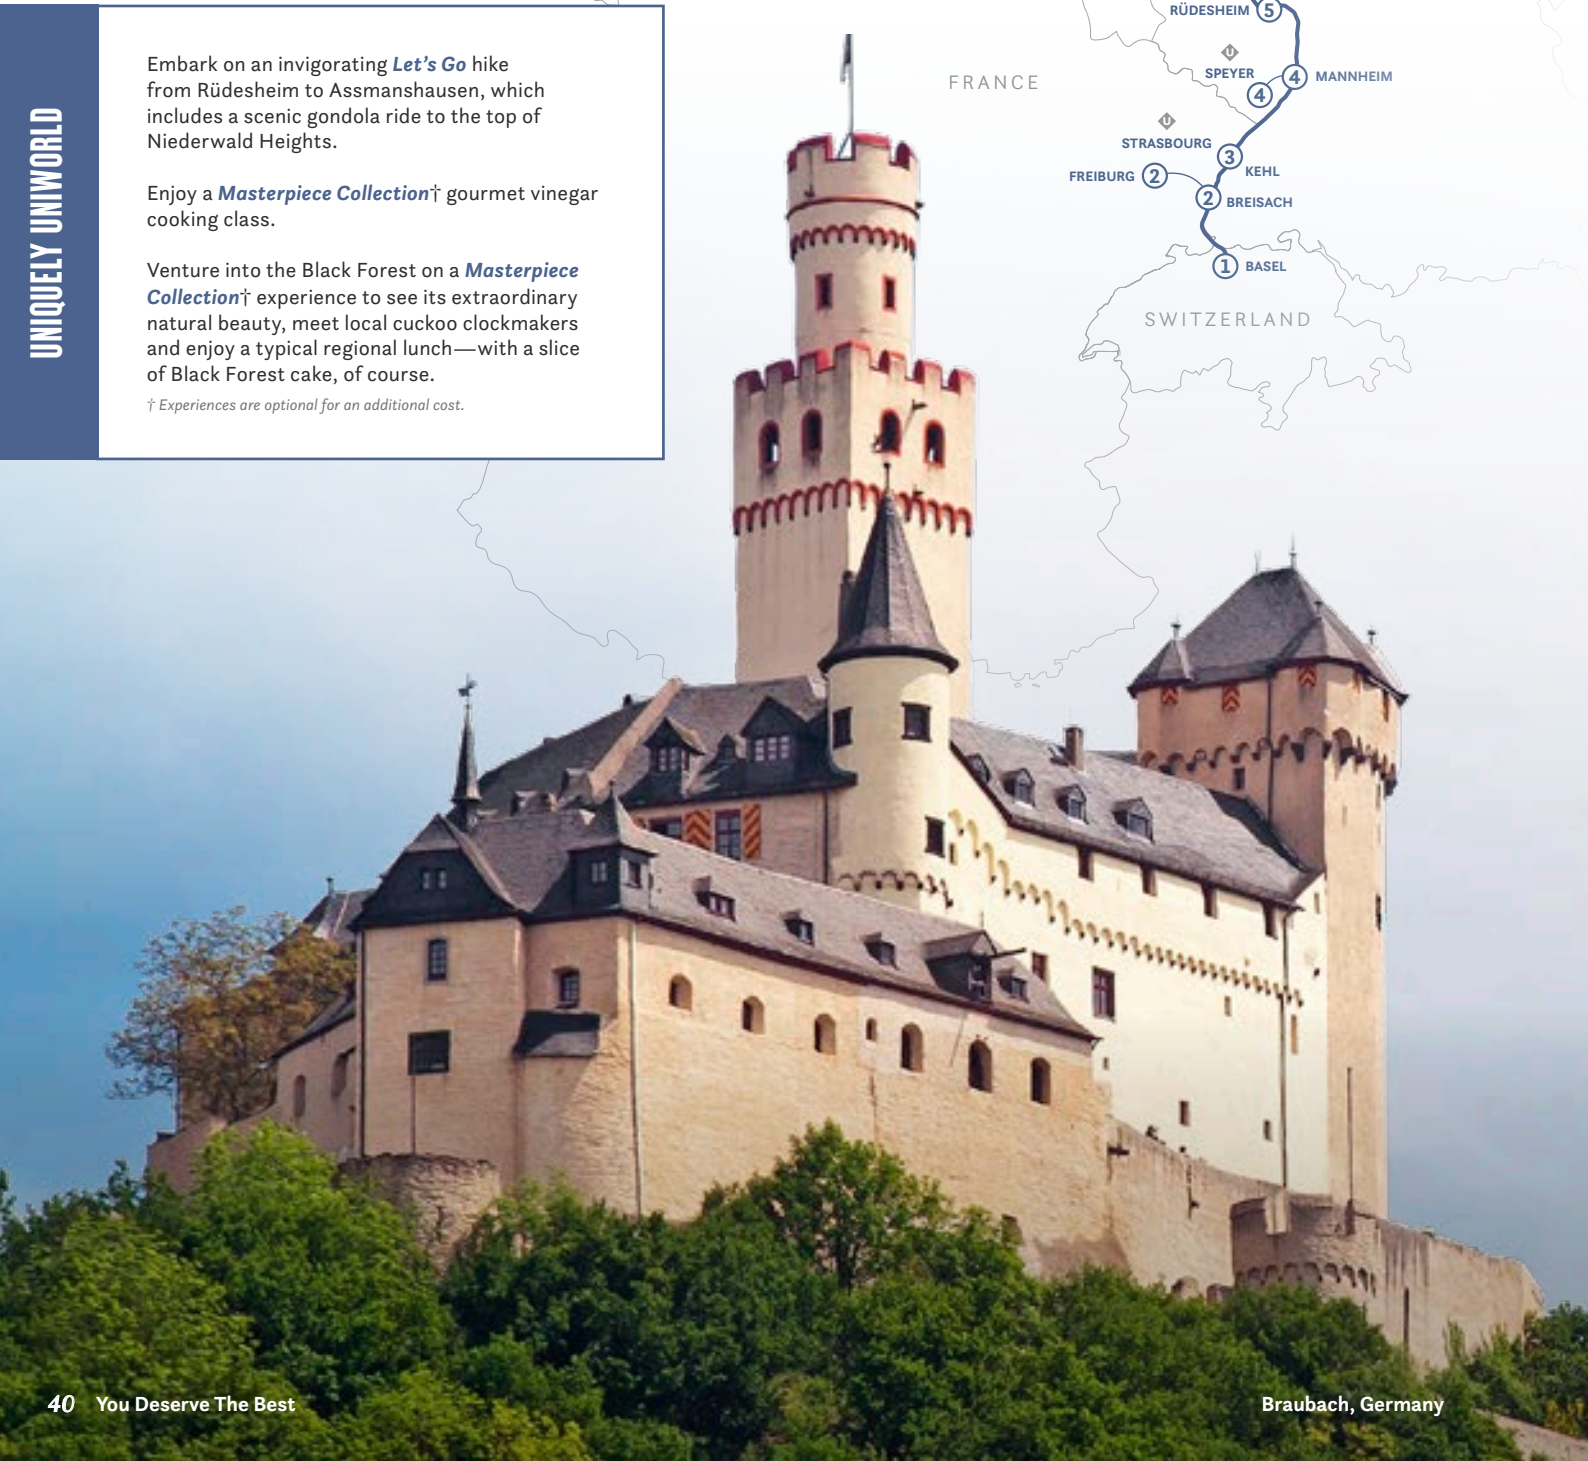 UNIQUELY UNIWORLD
Embark on an invigorating Let's Go hike
from Rüdesheim to Assmanshausen, which
includes a scenic gondola ride to the top of
Niederwald Heights.
Enjoy a Masterpiece Collection† gourmet vinegar
cooking class.
Venture into the Black Forest on a Masterpiece
Collection† experience to see its extraordinary
natural beauty, meet local cuckoo clockmakers
and enjoy a typical regional lunch—with a slice
of Black Forest cake, of course.
† Experiences are optional for an additional cost.
RÜDESHEIM 5
FRANCE
U
SPEYER
4 MANNHEIM
4
U
STRASBOURG
3
KEHL
FREIBURG 2
2 BREISACH
1 BASEL
SWITZERLAND
40 You Deserve The Best
Braubach, Germany